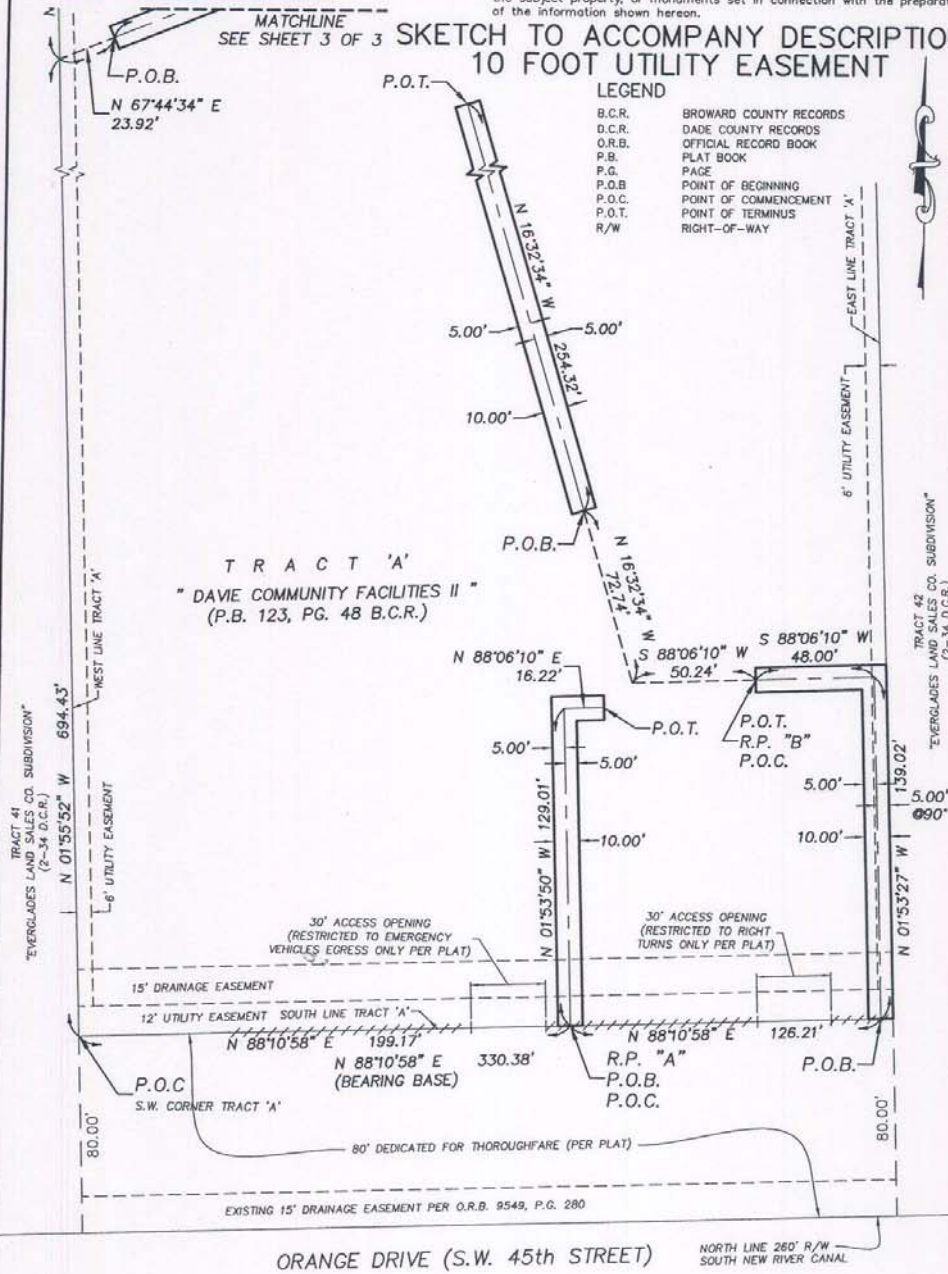 the subject property, or monuments set in connection with the prepara
of the information shown hereon.
MATCHLINE
SEE SHEET 3 OF 3
SKETCH TO ACCOMPANY DESCRIPTIO
10 FOOT UTILITY EASEMENT
P.O.B.
N 67°44'34" E
23.92'
P.O.T.
LEGEND
B.C.R. BROWARD COUNTY RECORDS
D.C.R. DADE COUNTY RECORDS
O.R.B. OFFICIAL RECORD BOOK
P.B. PLAT BOOK
P.G. PAGE
P.O.B POINT OF BEGINNING
P.O.C. POINT OF COMMENCEMENT
P.O.T. POINT OF TERMINUS
R/W RIGHT-OF-WAY
N 16°32'34" W
254.32'
5.00'
5.00'
10.00'
P.O.B.
EAST LINE TRACT 'A'
6' UTILITY EASEMENT
TRACT 42
"EVERGLADES LAND SALES CO. SUBDIVISION"
(2-34 D.C.R.)
TRACT 'A'
" DAVIE COMMUNITY FACILITIES II "
(P.B. 123, PG. 48 B.C.R.)
N 16°32'34" W
72.74'
S 88°06'10" W
50.24'
S 88°06'10" W
48.00'
N 88°06'10" E
16.22'
P.O.T.
P.O.T.
R.P. "B"
P.O.C.
5.00'
5.00'
10.00'
N 01°53'50" W 129.01'
5.00'
10.00'
5.00'
@90°
N 01°53'27" W 139.02'
TRACT 41
"EVERGLADES LAND SALES CO. SUBDIVISION"
(2-34 D.C.R.)
N 01°55'52" W 694.43'
WEST LINE TRACT 'A'
6' UTILITY EASEMENT
30' ACCESS OPENING
(RESTRICTED TO EMERGENCY
VEHICLES EGRESS ONLY PER PLAT)
30' ACCESS OPENING
(RESTRICTED TO RIGHT
TURNS ONLY PER PLAT)
15' DRAINAGE EASEMENT
12' UTILITY EASEMENT SOUTH LINE TRACT 'A'
N 88°10'58" E 199.17'
N 88°10'58" E 330.38'
(BEARING BASE)
N 88°10'58" E 126.21'
P.O.C
S.W. CORNER TRACT 'A'
R.P. "A"
P.O.B.
P.O.C.
P.O.B.
80.00'
80.00'
80' DEDICATED FOR THOROUGHFARE (PER PLAT)
EXISTING 15' DRAINAGE EASEMENT PER O.R.B. 9549, P.G. 280
ORANGE DRIVE (S.W. 45th STREET)
NORTH LINE 260' R/W
SOUTH NEW RIVER CANAL